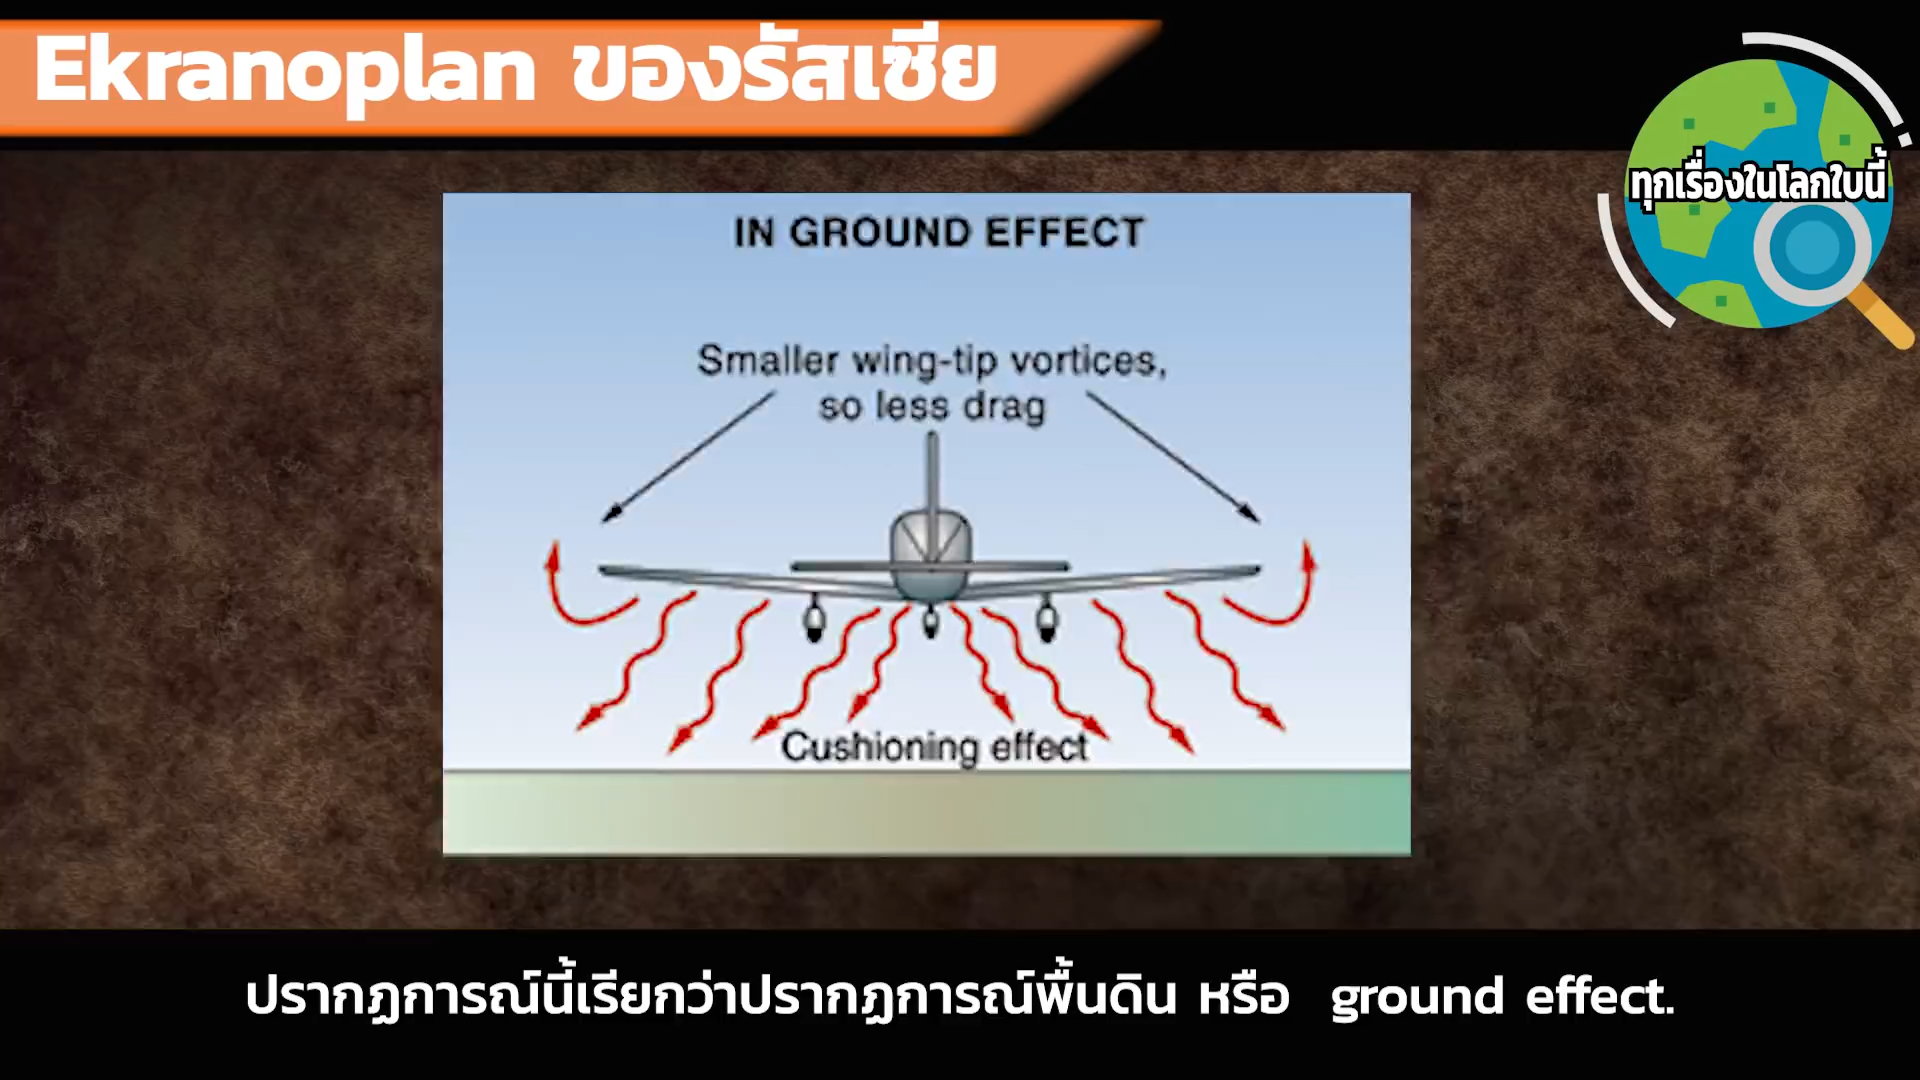 Ekranoplan ของรัสเซีย
ทุกเรื่องในโลกใบนี้
IN GROUND EFFECT
Smaller wing-tip vortices,
so less drag
Cushioning effect
ปรากฏการณ์นี้เรียกว่าปรากฏการณ์พื้นดิน หรือ ground effect.